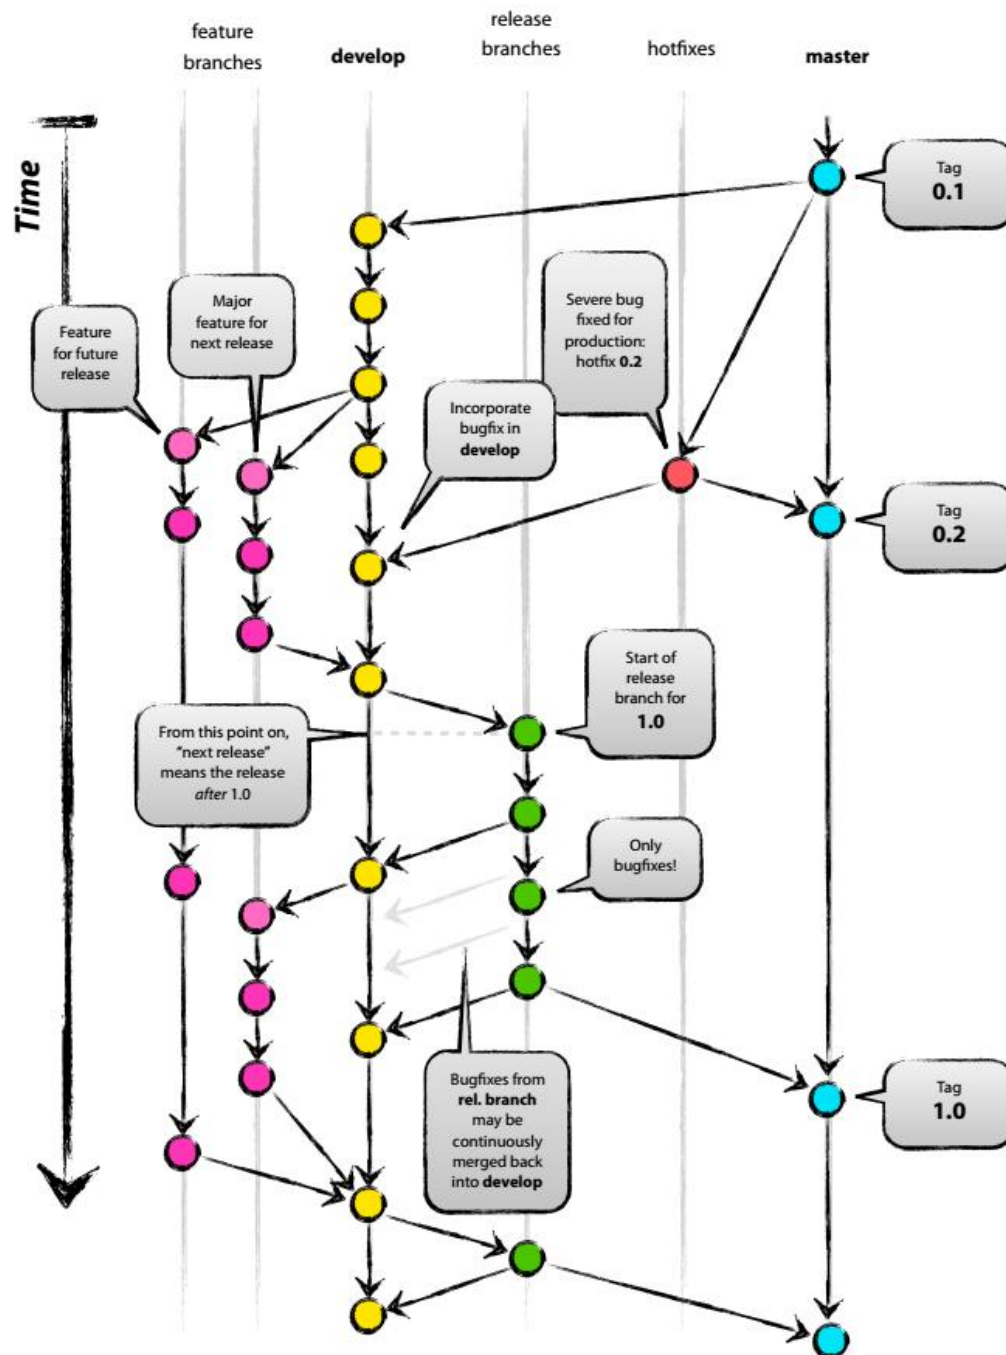 feature
branches
develop
release
branches
hotfixes
master
Time
Tag
0.1
Feature
for future
release
Major
feature for
next release
Severe bug
fixed for
production:
hotfix 0.2
Incorporate
bugfix in
develop
Tag
0.2
Start of
release
branch for
1.0
From this point on,
“next release”
means the release
after 1.0
Only
bugfixes!
Bugfixes from
rel. branch
may be
continuously
merged back
into develop
Tag
1.0